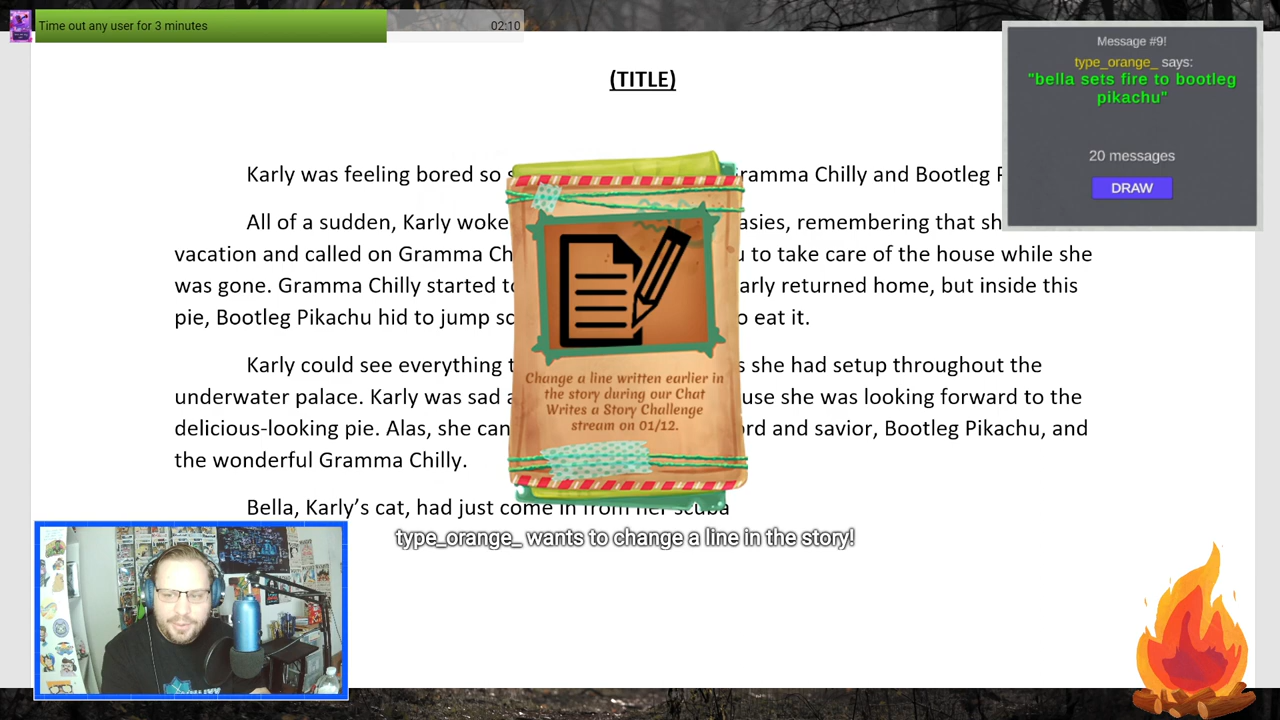 Time out any user for 3 minutes 02:10
Message #9!
type_orange_ says:
"bella sets fire to bootleg
pikachu"
20 messages
DRAW
(TITLE)
Karly was feeling bored so ramma Chilly and Bootleg
All of a sudden, Karly woke asies, remembering that
vacation and called on Gramma to take care of the house while she
was gone. Gramma Chilly started arly returned home, but inside this
pie, Bootleg Pikachu hid to jump eat it.
Karly could see everything she had setup throughout the
underwater palace. Karly was sad use she was looking forward to the
delicious-looking pie. Alas, she can ord and savior, Bootleg Pikachu, and
the wonderful Gramma Chilly.
Bella, Karly's cat, had just come in from her scuba
Change a line written earlier in
the story during our Chat
Writes a Story Challenge
stream on 01/12.
type_orange_ wants to change a line in the story!